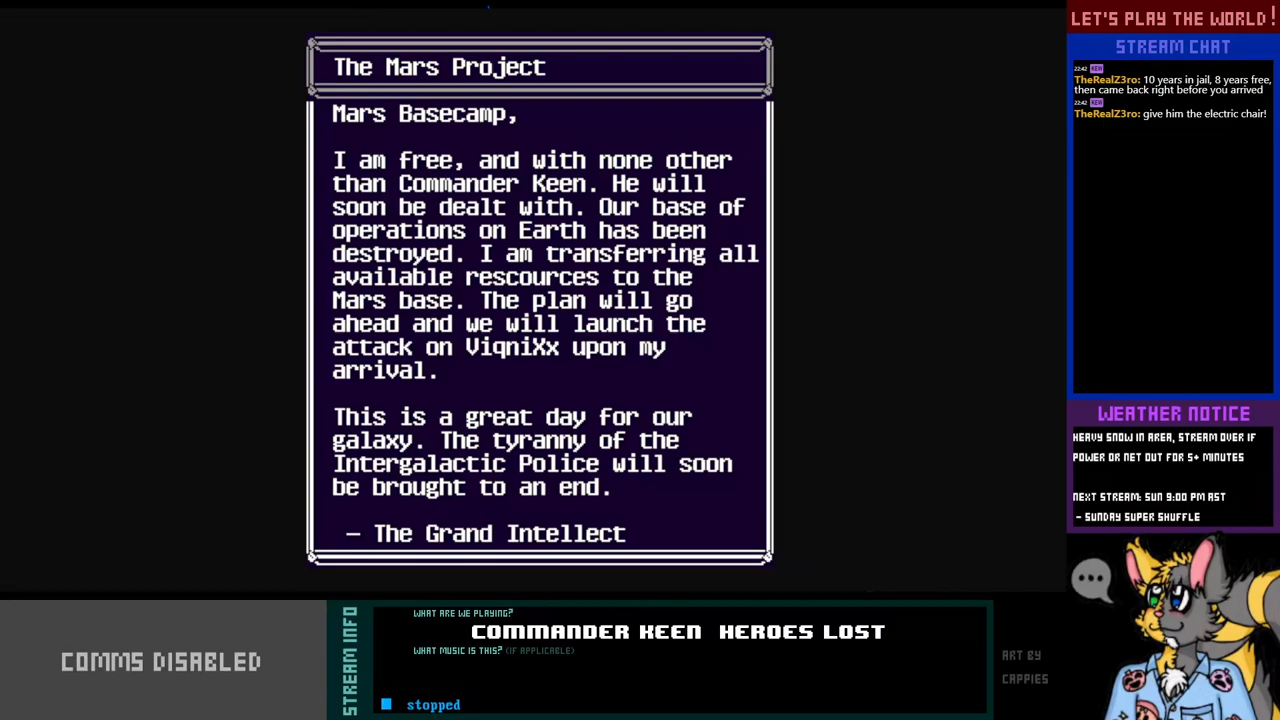 The Mars Project
Mars Basecamp,
I am free, and with none other
than Commander Keen. He will
soon be dealt with. Our base of
operations on Earth has been
destroyed. I am transferring all
available rescources to the
Mars base. The plan will go
ahead and we will launch the
attack on ViqniXx upon my
arrival.
This is a great day for our
galaxy. The tyranny of the
Intergalactic Police will soon
be brought to an end.
— The Grand Intellect
LET'S PLAY THE WORLD!
STREAM CHAT
22:42 NEW
TheRealZ3ro: 10 years in jail, 8 years free,
then came back right before you arrived
22:42 NEW
TheRealZ3ro: give him the electric chair!
WEATHER NOTICE
HEAVY SNOW IN AREA, STREAM OVER IF
POWER OR NET OUT FOR 5+ MINUTES
NEXT STREAM: SUN 9:00 PM AST
- SUNDAY SUPER SHUFFLE
COMMS DISABLED
STREAM INFO
WHAT ARE WE PLAYING?
COMMANDER KEEN HEROES LOST
WHAT MUSIC IS THIS? (IF APPLICABLE)
stopped
ART BY
CAPPIES